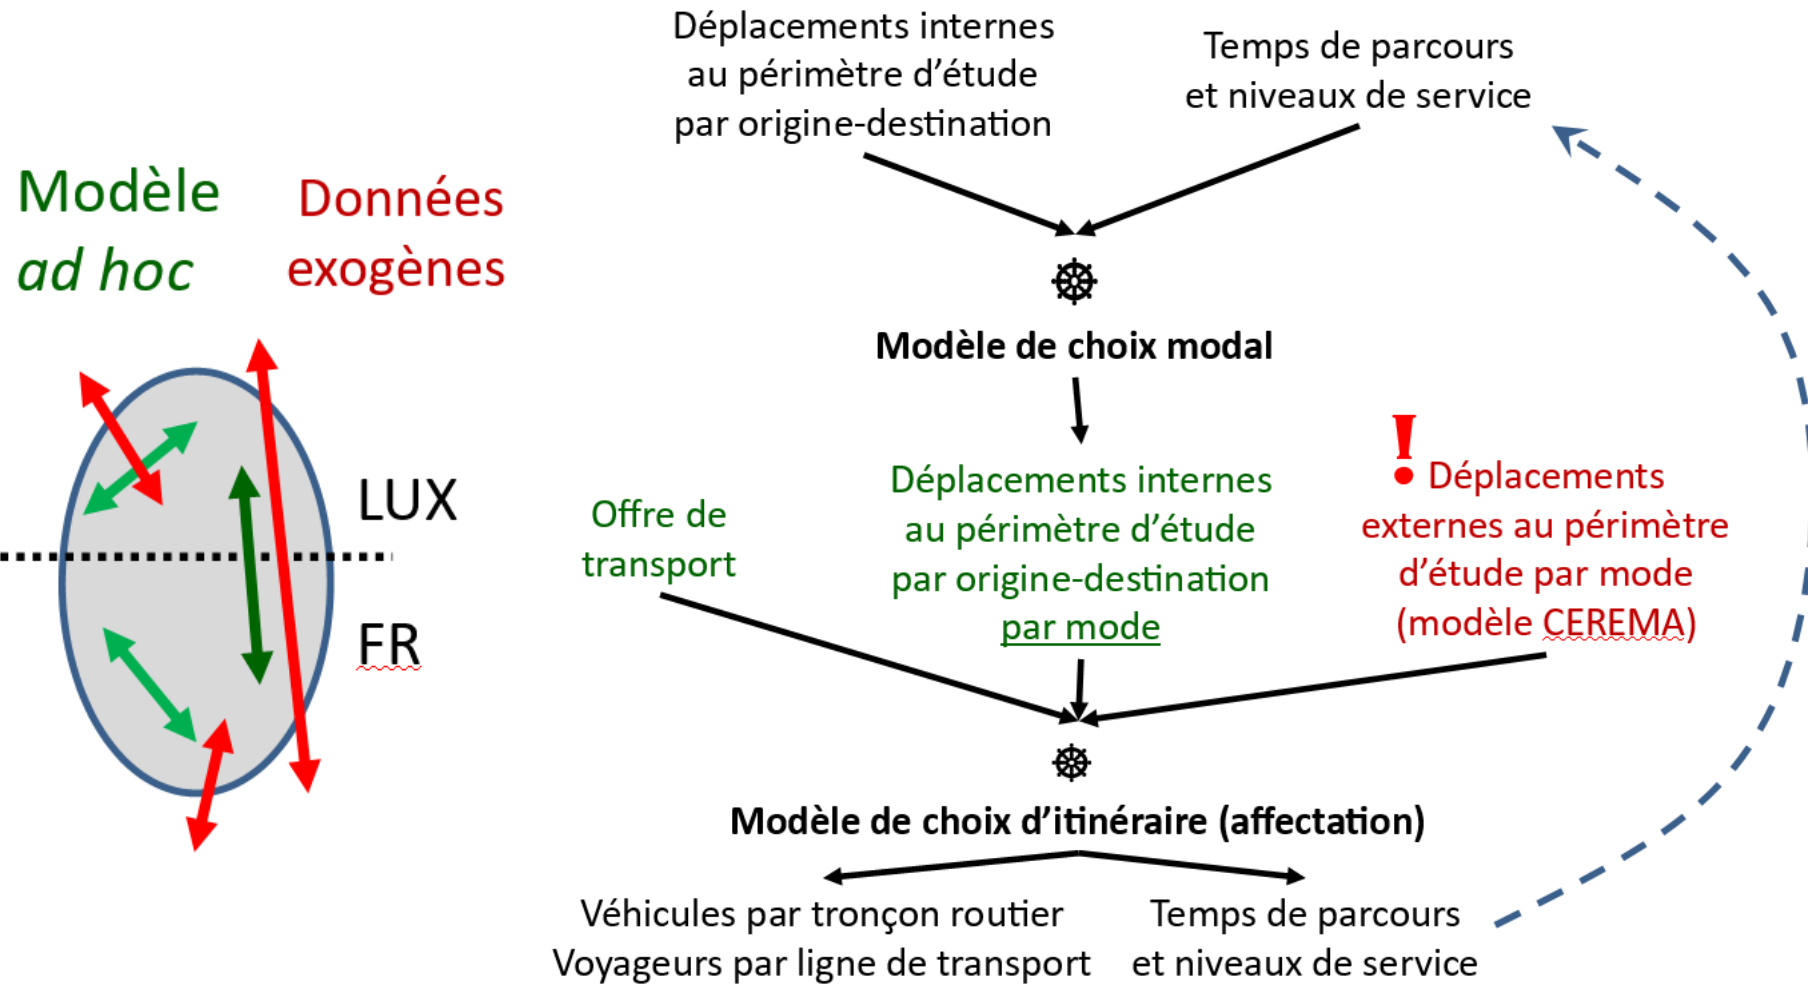 Modèle
ad hoc
Données
exogènes
LUX
FR
Déplacements internes
au périmètre d’étude
par origine-destination
Temps de parcours
et niveaux de service
Modèle de choix modal
Offre de
transport
Déplacements internes
au périmètre d’étude
par origine-destination
par mode
! Déplacements
externes au périmètre
d’étude par mode
(modèle CEREMA)
Modèle de choix d’itinéraire (affectation)
Véhicules par tronçon routier
Voyageurs par ligne de transport
Temps de parcours
et niveaux de service